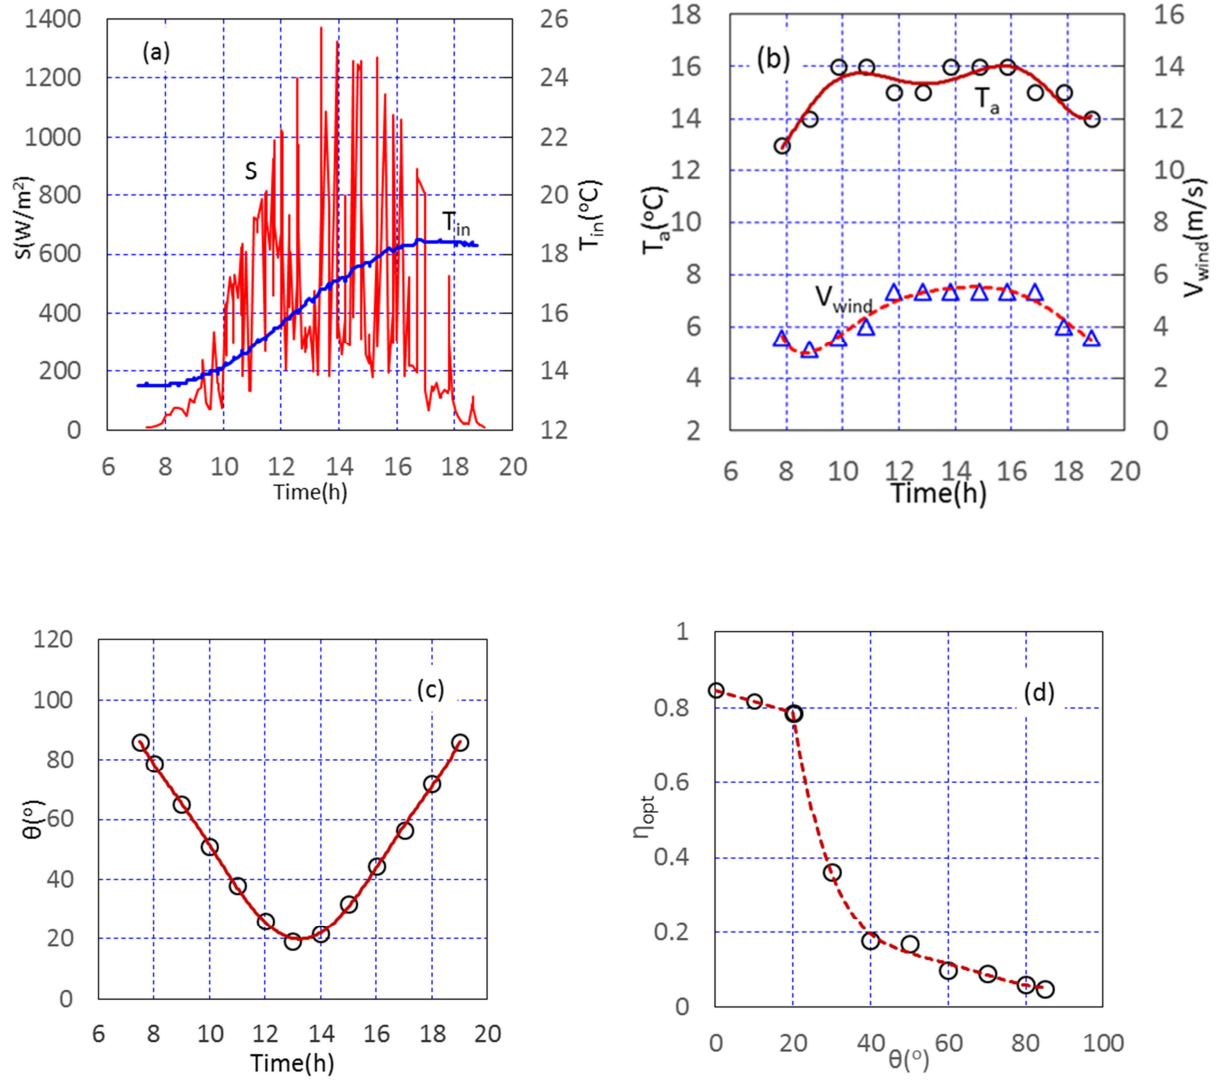 (a)
1400
1200
1000
800
600
400
200
0
S(W/m²)
S
T_in
26
24
22
20
18
16
14
12
T_in(°C)
6 8 10 12 14 16 18 20
Time(h)
(b)
18
16
14
12
10
8
6
4
2
T_a(°C)
T_a
V_wind
16
14
12
10
8
6
4
2
0
V_wind(m/s)
6 8 10 12 14 16 18 20
Time(h)
(c)
120
100
80
60
40
20
0
θ(°)
6 8 10 12 14 16 18 20
Time(h)
(d)
1
0.8
0.6
0.4
0.2
0
η_opt
0 20 40 60 80 100
θ(°)